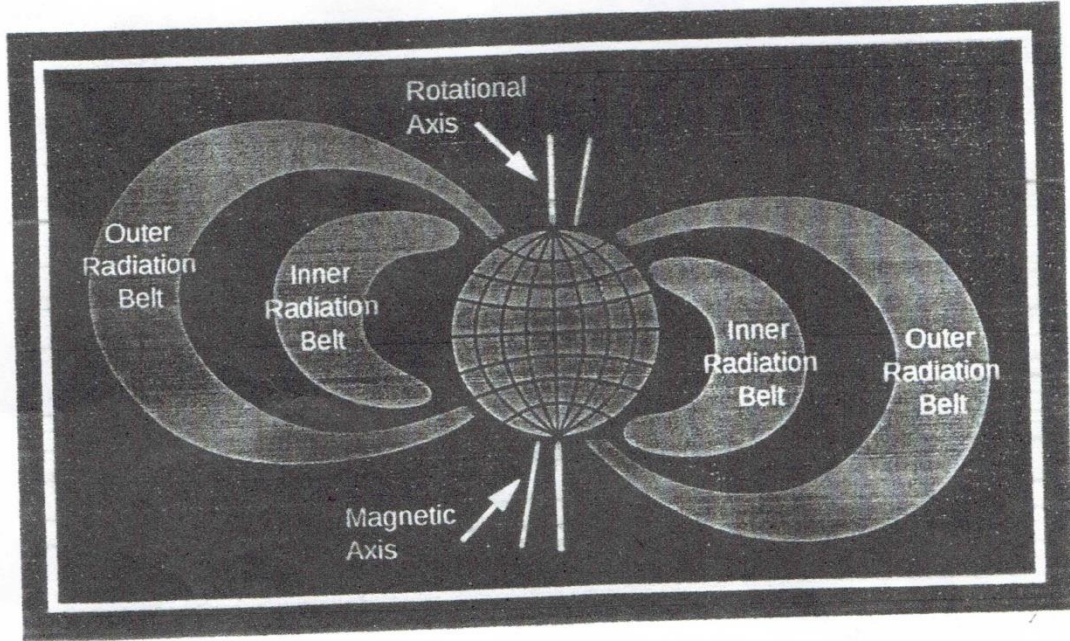 Rotational
Axis
Outer
Radiation
Belt
Inner
Radiation
Belt
Inner
Radiation
Belt
Outer
Radiation
Belt
Magnetic
Axis